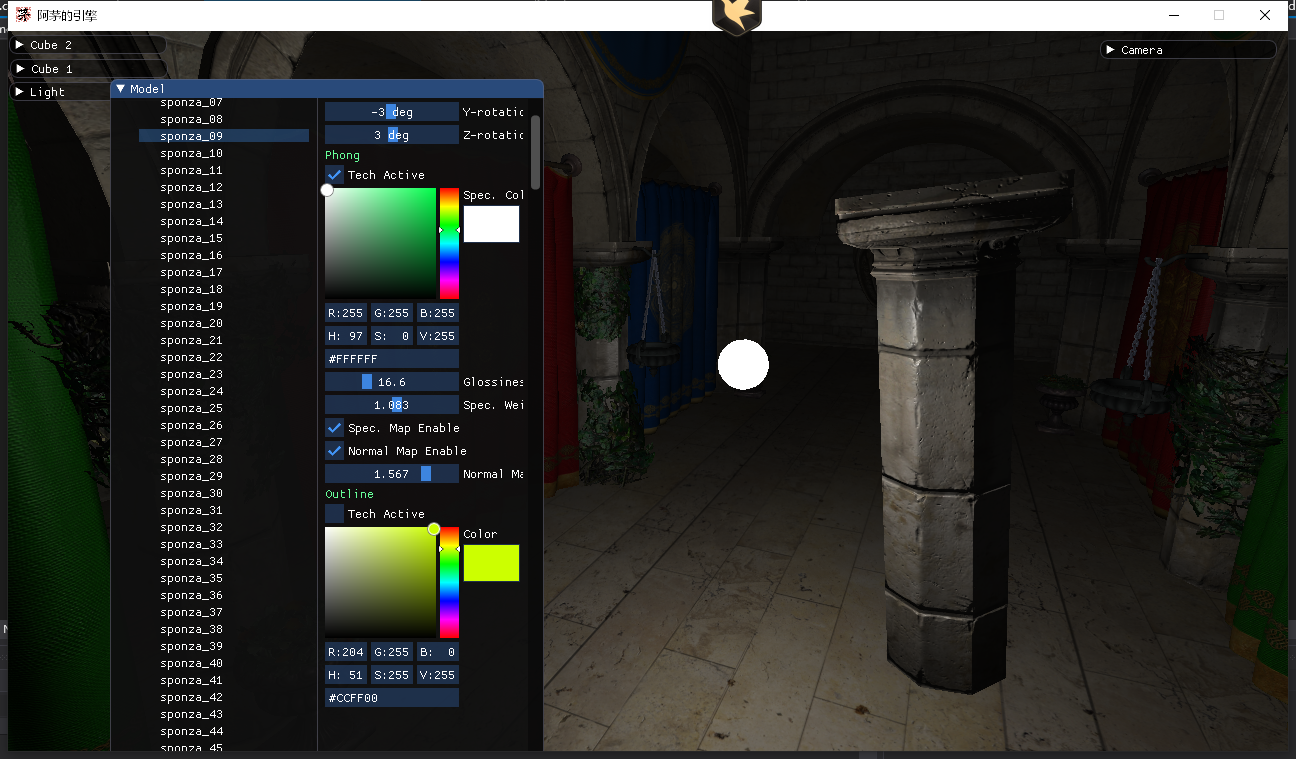 阿芋的引擎
Cube 2
Cube 1
Light
Camera
Model
sponza_07
sponza_08
sponza_09
sponza_10
sponza_11
sponza_12
sponza_13
sponza_14
sponza_15
sponza_16
sponza_17
sponza_18
sponza_19
sponza_20
sponza_21
sponza_22
sponza_23
sponza_24
sponza_25
sponza_26
sponza_27
sponza_28
sponza_29
sponza_30
sponza_31
sponza_32
sponza_33
sponza_34
sponza_35
sponza_36
sponza_37
sponza_38
sponza_39
sponza_40
sponza_41
sponza_42
sponza_43
sponza_44
sponza_45
-3 deg Y-rotatic
3 deg Z-rotatic
Phong
Tech Active
Spec. Col
R:255 G:255 B:255
H: 97 S: 0 V:255
#FFFFFF
16.6 Glossines
1.083 Spec. Wei
Spec. Map Enable
Normal Map Enable
1.567 Normal Ma
Outline
Tech Active
Color
R:204 G:255 B: 0
H: 51 S:255 V:255
#CCFF00